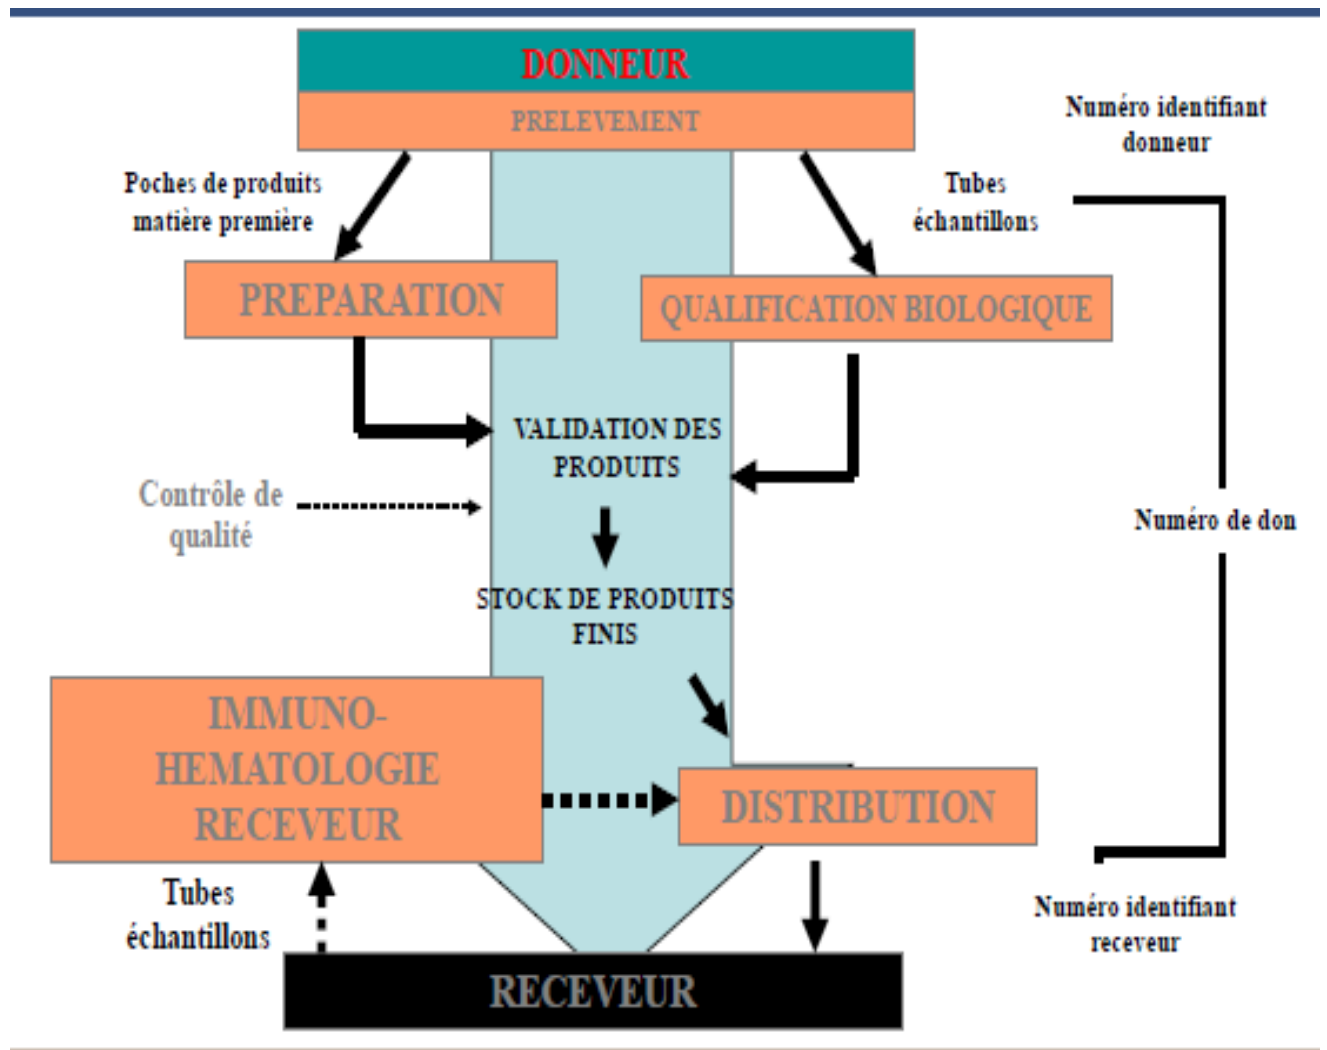 DONNEUR
PRELEVEMENT
Numéro identifiant
donneur
Poches de produits
matière première
Tubes
échantillons
PREPARATION
QUALIFICATION BIOLOGIQUE
VALIDATION DES
PRODUITS
Contrôle de
qualité
Numéro de don
STOCK DE PRODUITS
FINIS
IMMUNO-
HEMATOLOGIE
RECEVEUR
DISTRIBUTION
Tubes
échantillons
Numéro identifiant
receveur
RECEVEUR